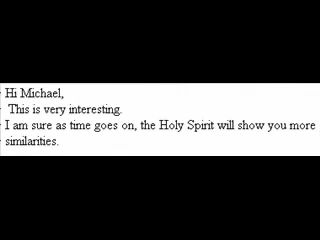 Hi Michael,
This is very interesting.
I am sure as time goes on, the Holy Spirit will show you more
similarities.